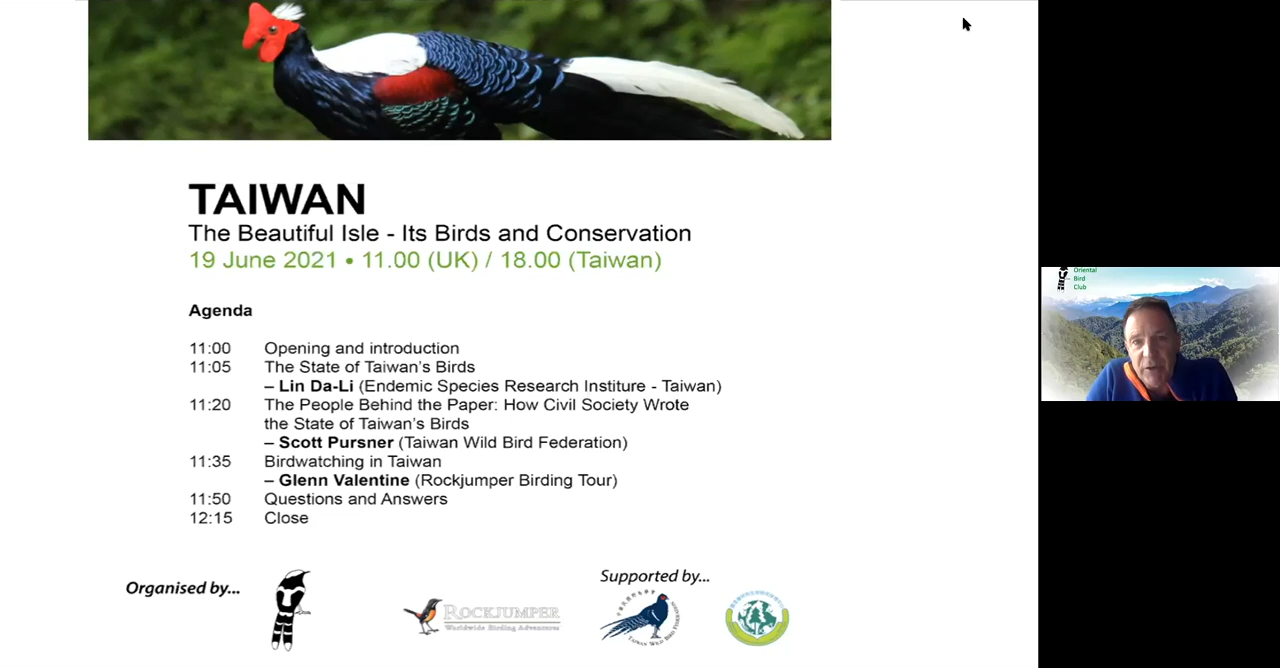 TAIWAN
The Beautiful Isle - Its Birds and Conservation
19 June 2021 • 11.00 (UK) / 18.00 (Taiwan)
Agenda
11:00 Opening and introduction
11:05 The State of Taiwan's Birds
– Lin Da-Li (Endemic Species Research Institure - Taiwan)
11:20 The People Behind the Paper: How Civil Society Wrote
the State of Taiwan's Birds
– Scott Pursner (Taiwan Wild Bird Federation)
11:35 Birdwatching in Taiwan
– Glenn Valentine (Rockjumper Birding Tour)
11:50 Questions and Answers
12:15 Close
Organised by...
ROCKJUMPER
Worldwide Birding Adventures
Supported by...
TAIWAN WILD BIRD
Oriental
Bird
Club